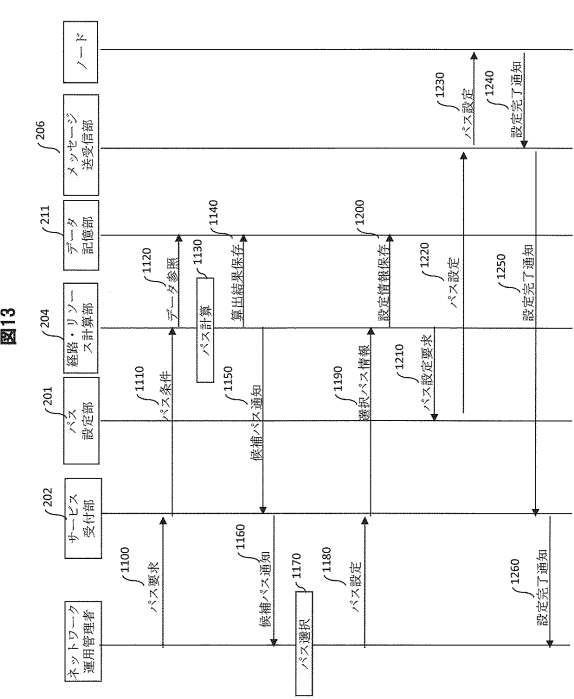 図13
ネットワーク
運用管理者
202
サービス
受付部
201
パス
設定部
204
経路・リソー
ス計算部
211
データ
記憶部
206
メッセージ
送受信部
ノード
1100
パス要求
1110
パス条件
1120
データ参照
1130
パス計算
1140
算出結果保存
1150
候補パス通知
1160
候補パス通知
1170
パス選択
1180
パス設定
1190
選択パス情報
1200
設定情報保存
1210
パス設定要求
1220
パス設定
1230
パス設定
1240
設定完了通知
1250
設定完了通知
1260
設定完了通知